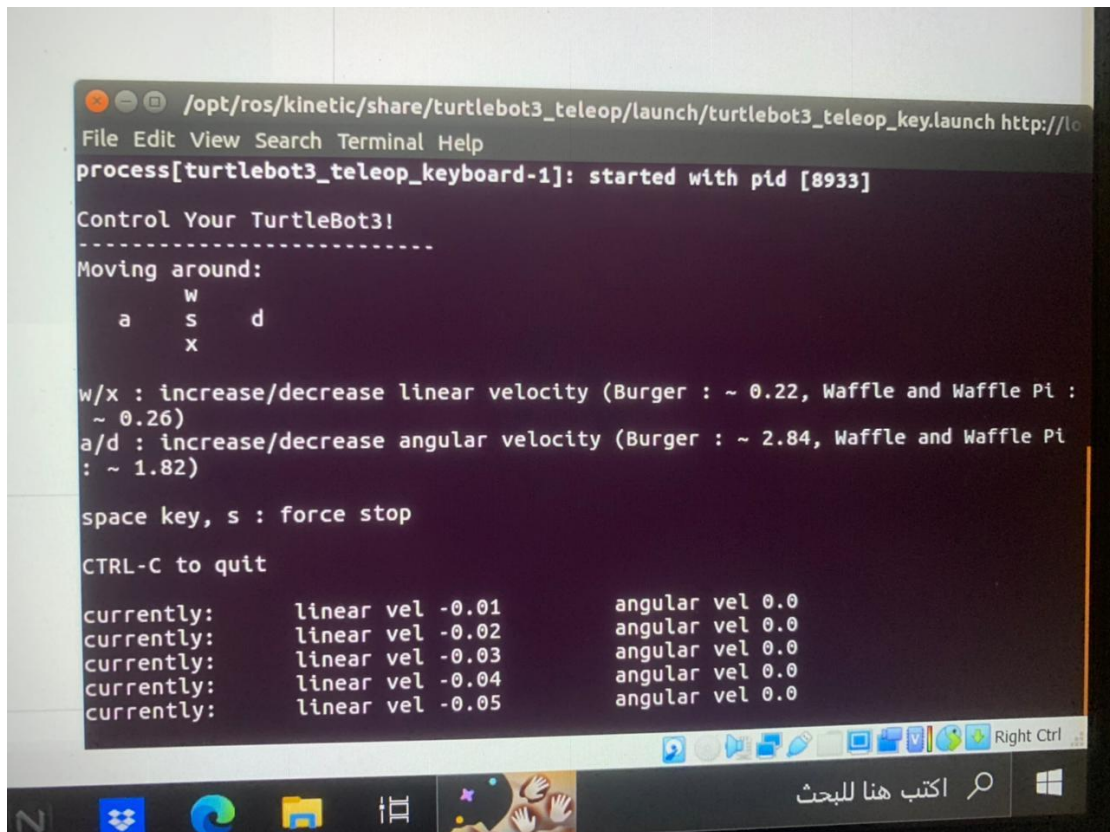 /opt/ros/kinetic/share/turtlebot3_teleop/launch/turtlebot3_teleop_key.launch http://lo
File Edit View Search Terminal Help
process[turtlebot3_teleop_keyboard-1]: started with pid [8933]
Control Your TurtleBot3!
---------------------------
Moving around:
w
a s d
x
w/x : increase/decrease linear velocity (Burger : ~ 0.22, Waffle and Waffle Pi :
~ 0.26)
a/d : increase/decrease angular velocity (Burger : ~ 2.84, Waffle and Waffle Pi
: ~ 1.82)
space key, s : force stop
CTRL-C to quit
currently: linear vel -0.01 angular vel 0.0
currently: linear vel -0.02 angular vel 0.0
currently: linear vel -0.03 angular vel 0.0
currently: linear vel -0.04 angular vel 0.0
currently: linear vel -0.05 angular vel 0.0
Right Ctrl
اكتب هنا للبحث